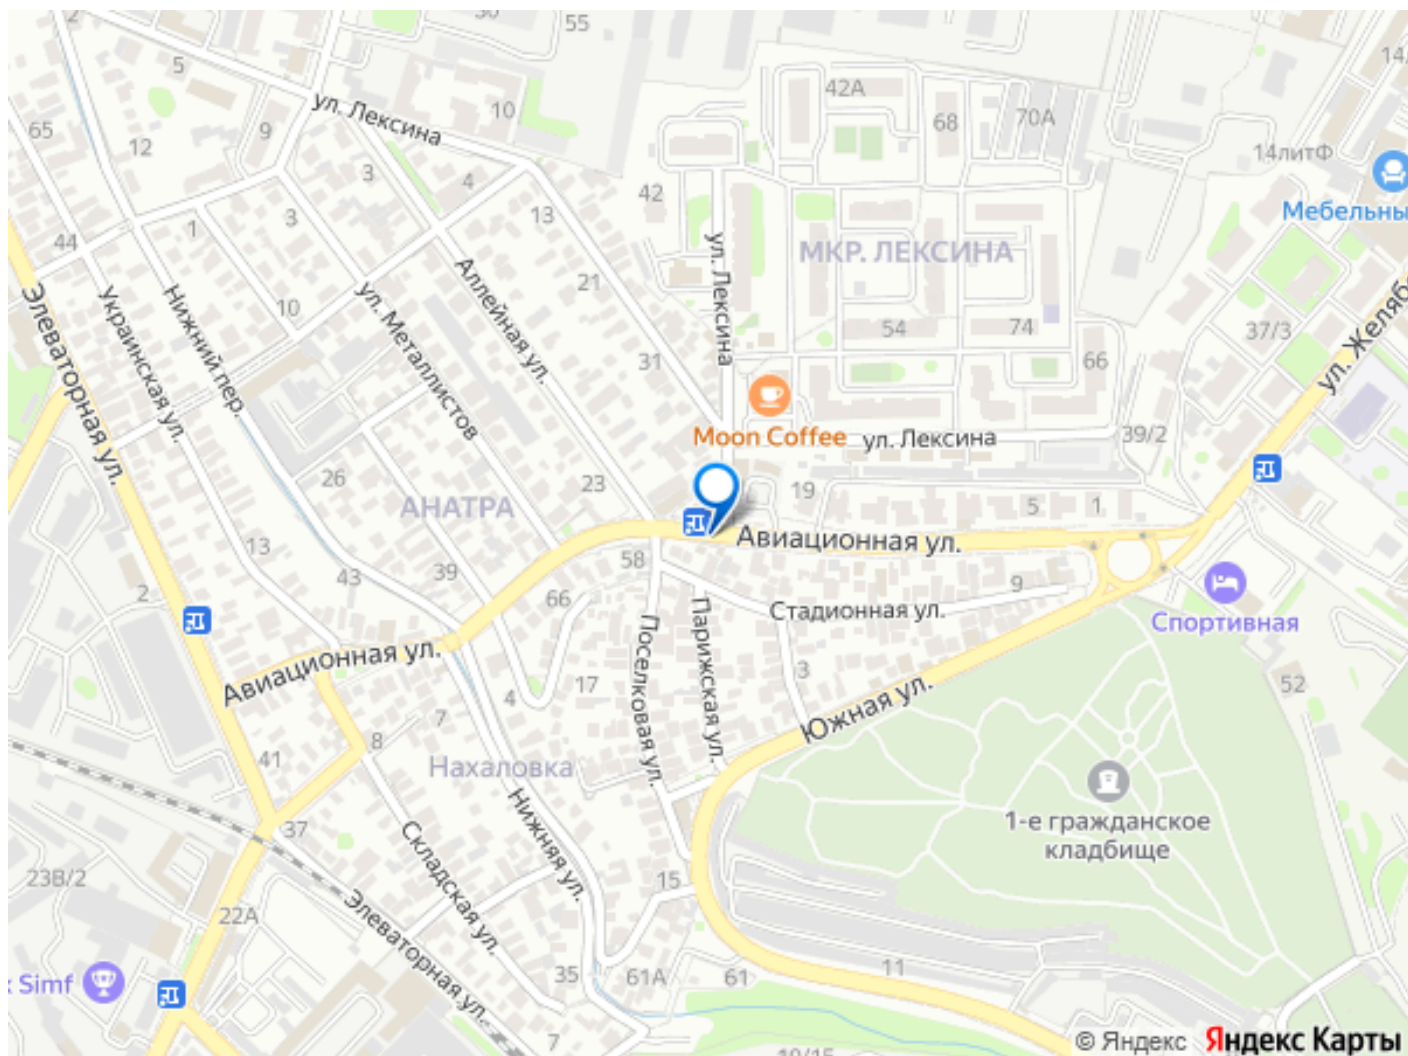 55
5
ул. Лексина
10
42А
68
70А
14литФ
65
9
12
3
4
42
13
Мебельны
44
1
3
ул. Лексина
МКР. ЛЕКСИНА
Элеваторная ул.
Украинская ул.
Нижний пер.
10
ул. Металлистов
Аллейная ул.
21
31
54
74
66
37/3
ул. Желяб
Moon Coffee
ул. Лексина
39/2
26
АНАТРА
23
19
5
1
13
43
39
58
66
Авиационная ул.
2
9
Стадионная ул.
Спортивная
Авиационная ул.
4
17
Поселковая ул.
Парижская ул.
3
Южная ул.
52
7
8
41
Нахаловка
Нижняя ул.
1-е гражданское
кладбище
37
Складская ул.
23В/2
22А
Элеваторная ул.
15
35
61А
61
11
к Simf
7
© Яндекс Яндекс Карты